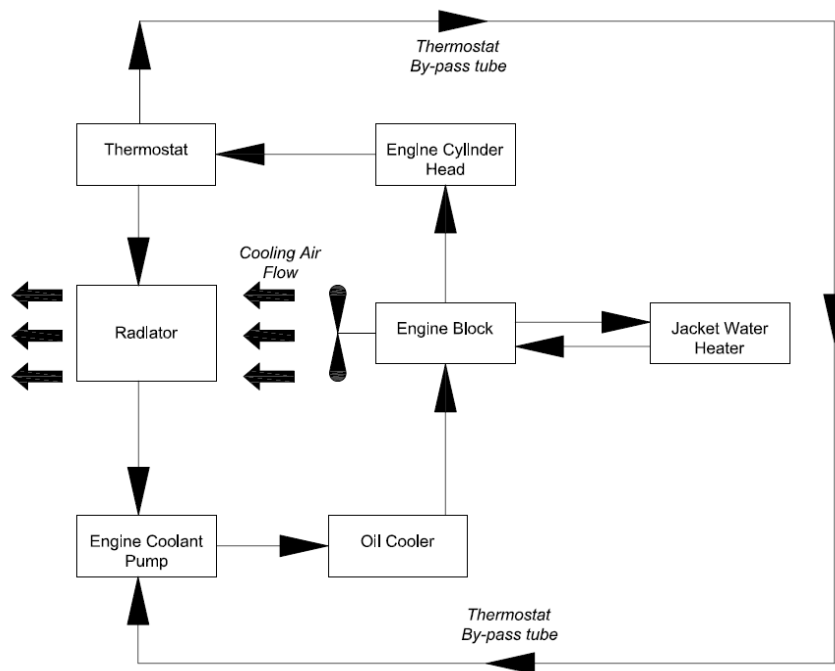 Thermostat
By-pass tube
Thermostat
Engine Cylinder
Head
Cooling Air
Flow
Radiator
Engine Block
Jacket Water
Heater
Engine Coolant
Pump
Oil Cooler
Thermostat
By-pass tube